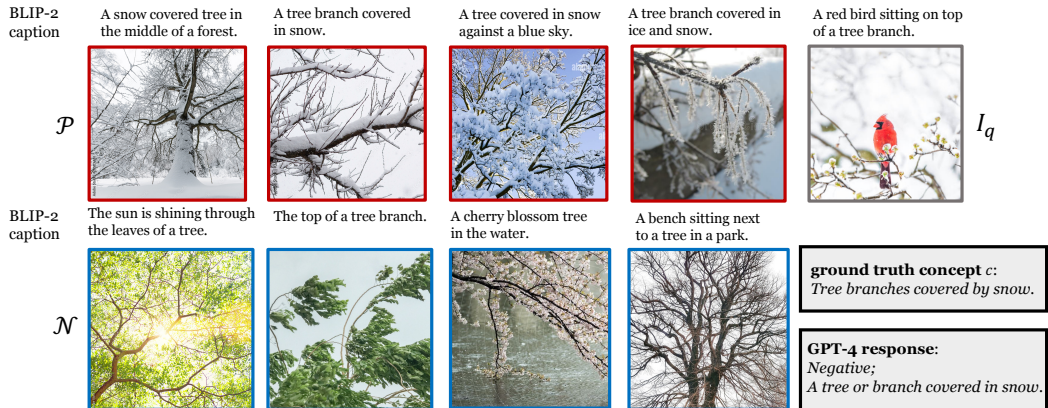 BLIP-2
caption
A snow covered tree in
the middle of a forest.
A tree branch covered
in snow.
A tree covered in snow
against a blue sky.
A tree branch covered in
ice and snow.
A red bird sitting on top
of a tree branch.
𝒫
I_q
BLIP-2
caption
The sun is shining through
the leaves of a tree.
The top of a tree branch.
A cherry blossom tree
in the water.
A bench sitting next
to a tree in a park.
𝒩
ground truth concept c:
Tree branches covered by snow.
GPT-4 response:
Negative;
A tree or branch covered in snow.